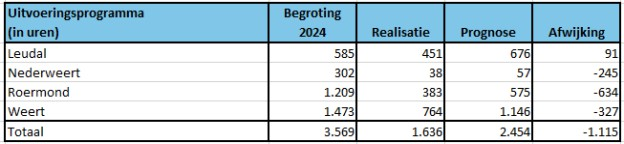 Uitvoeringsprogramma (in uren) Begroting 2024 Realisatie Prognose Afwijking
Leudal 585 451 676 91
Nederweert 302 38 57 -245
Roermond 1.209 383 575 -634
Weert 1.473 764 1.146 -327
Totaal 3.569 1.636 2.454 -1.115